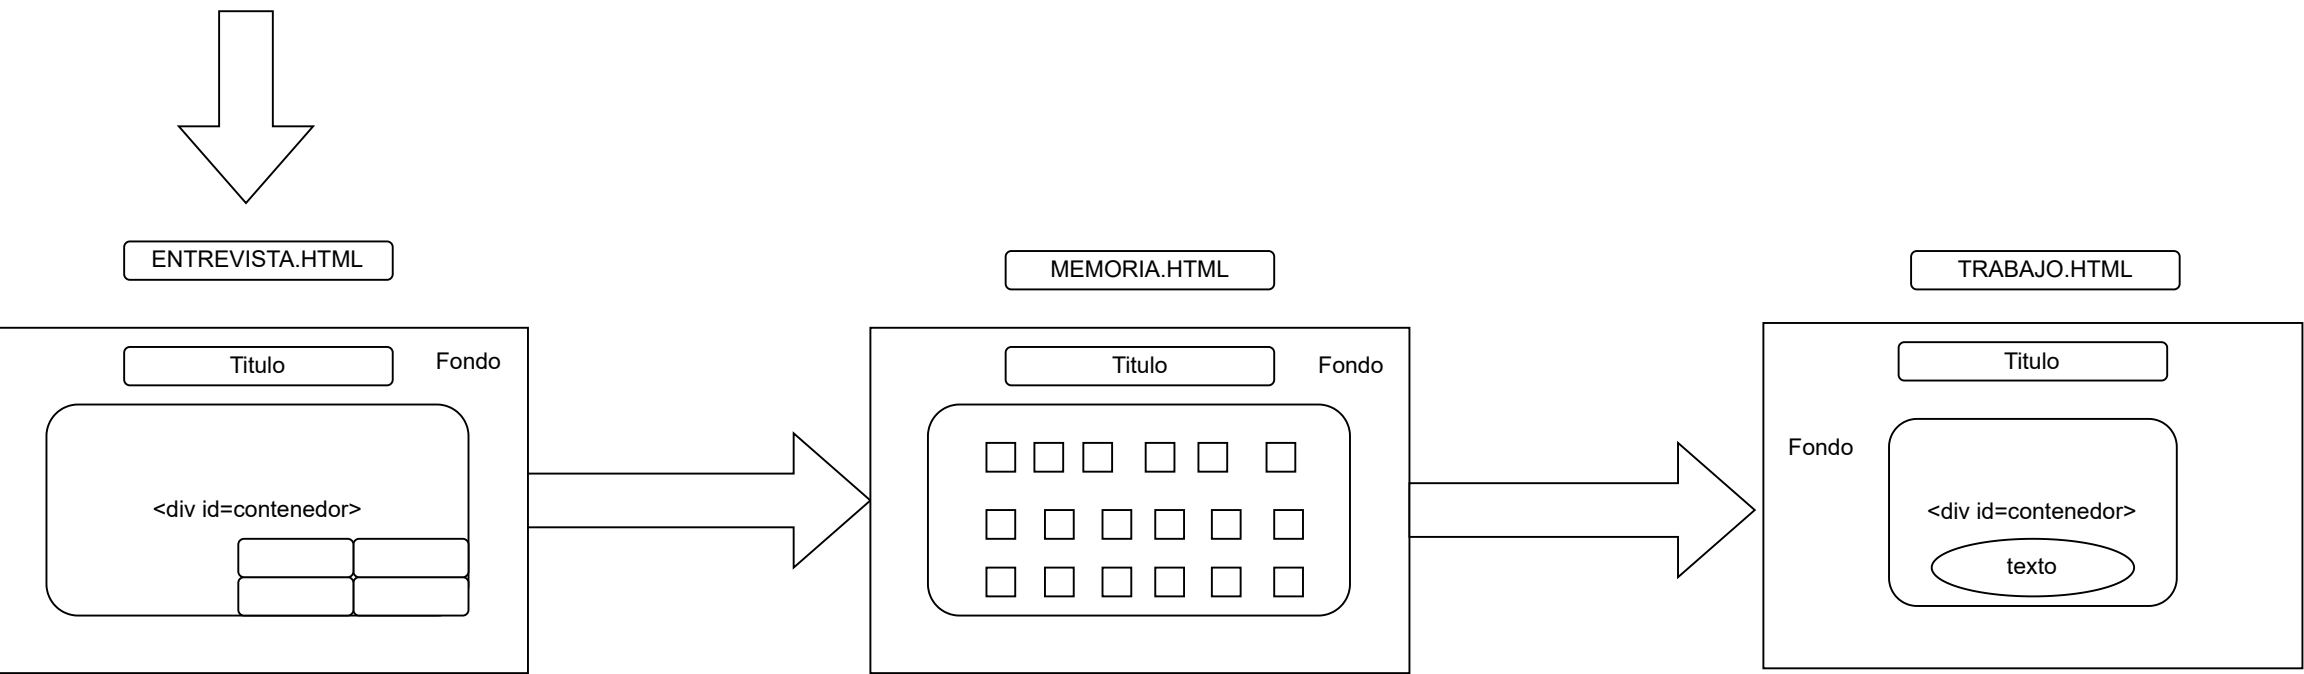 ENTREVISTA.HTML
MEMORIA.HTML
TRABAJO.HTML
Titulo
Fondo
<div id=contenedor>
Titulo
Fondo
Titulo
Fondo
<div id=contenedor>
texto